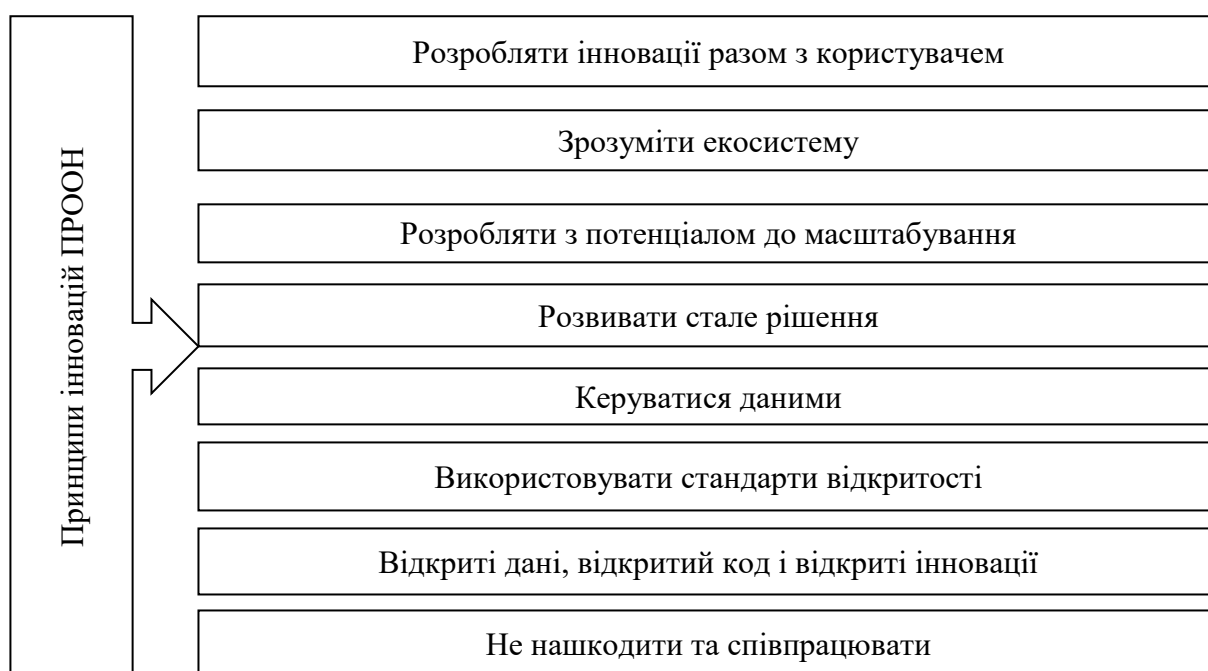 Принципи інновацій ПРООН
Розробляти інновації разом з користувачем
Зрозуміти екосистему
Розробляти з потенціалом до масштабування
Розвивати стале рішення
Керуватися даними
Використовувати стандарти відкритості
Відкриті дані, відкритий код і відкриті інновації
Не нашкодити та співпрацювати